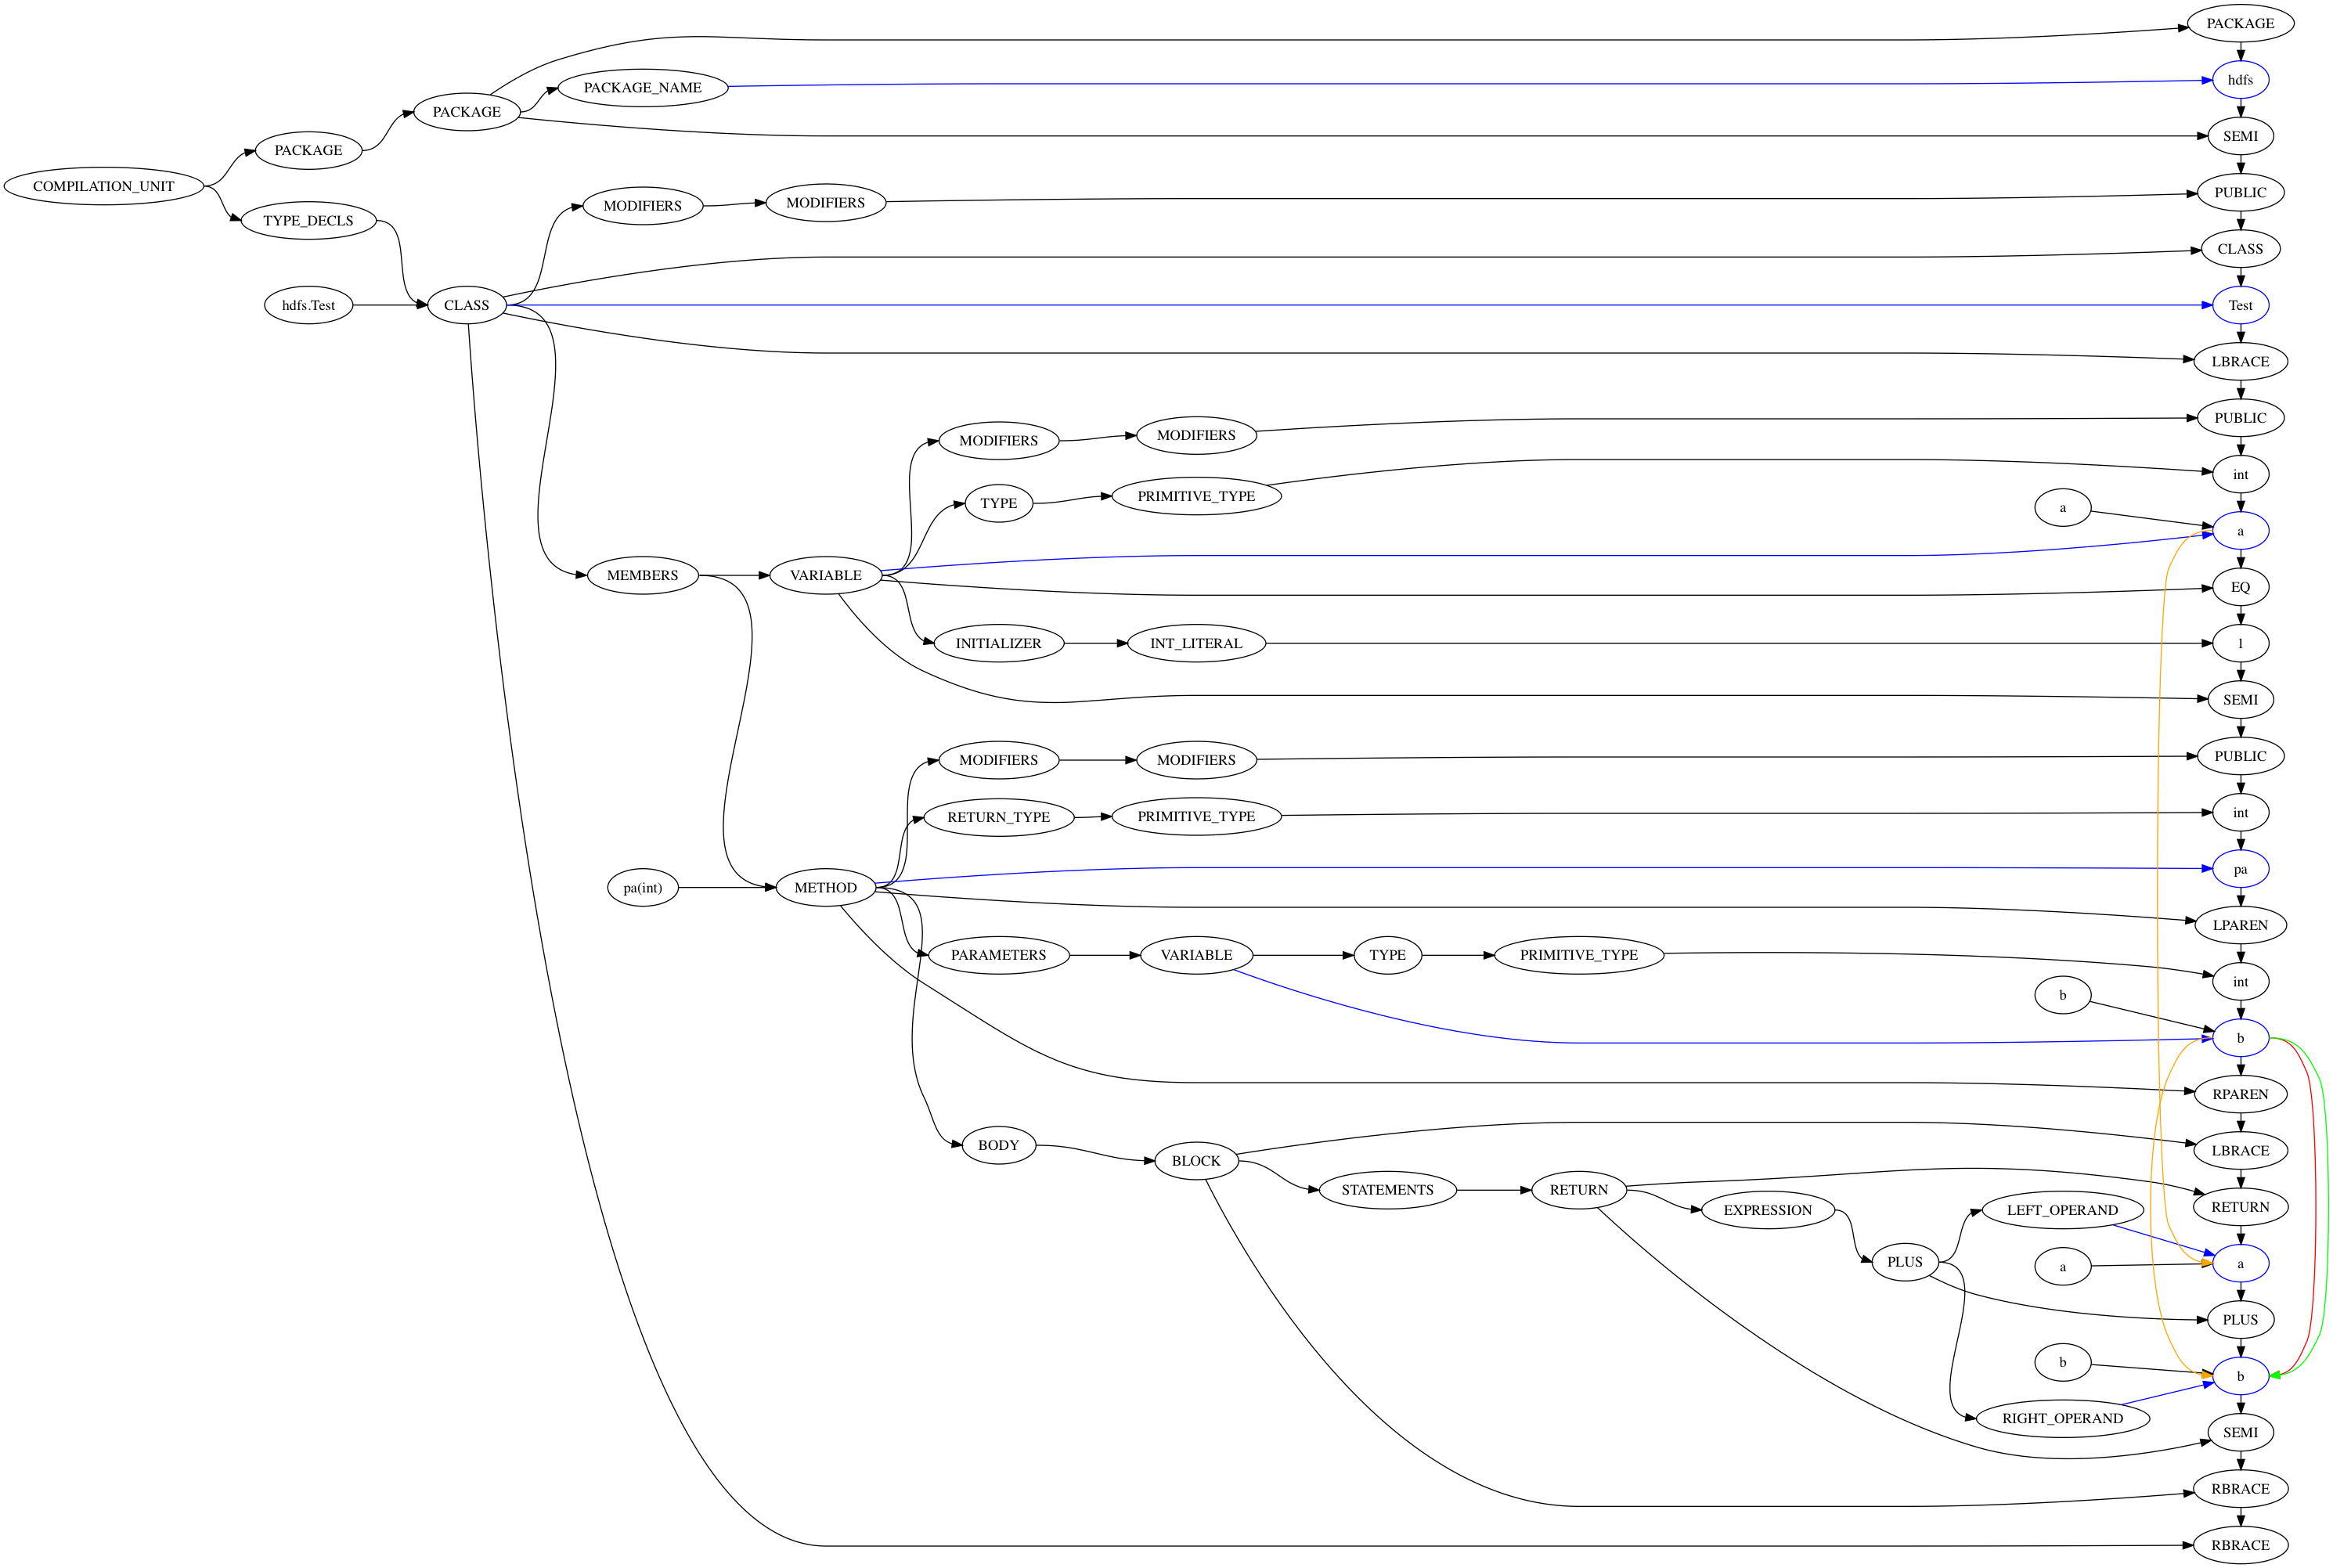 PACKAGE
PACKAGE_NAME
hdfs
PACKAGE
SEMI
PACKAGE
COMPILATION_UNIT
PUBLIC
MODIFIERS
MODIFIERS
TYPE_DECLS
CLASS
hdfs.Test
CLASS
Test
LBRACE
PUBLIC
MODIFIERS
MODIFIERS
int
TYPE
PRIMITIVE_TYPE
a
a
MEMBERS
VARIABLE
EQ
INITIALIZER
INT_LITERAL
1
SEMI
MODIFIERS
MODIFIERS
PUBLIC
RETURN_TYPE
PRIMITIVE_TYPE
int
pa
pa(int)
METHOD
LPAREN
PARAMETERS
VARIABLE
TYPE
PRIMITIVE_TYPE
int
b
b
RPAREN
BODY
BLOCK
LBRACE
STATEMENTS
RETURN
EXPRESSION
LEFT_OPERAND
RETURN
PLUS
a
a
PLUS
b
b
RIGHT_OPERAND
SEMI
RBRACE
RBRACE